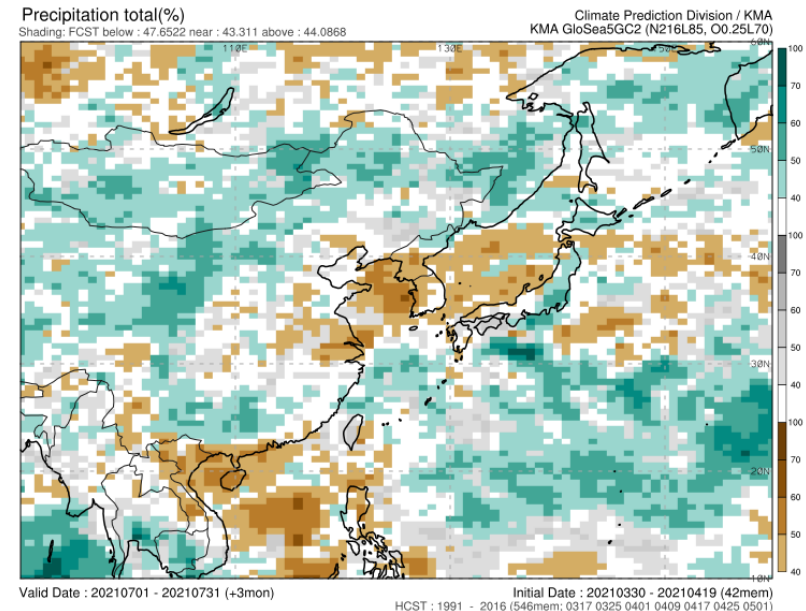 Precipitation total(%)
Climate Prediction Division / KMA
Shading: FCST below : 47.6522 near : 43.311 above : 44.0868
KMA GloSea5GC2 (N216L85, O0.25L70)
110E
130E
150E
60N
50N
40N
30N
20N
10N
100
70
60
50
40
100
70
60
50
40
100
70
60
50
40
Valid Date : 20210701 - 20210731 (+3mon)
Initial Date : 20210330 - 20210419 (42mem)
HCST : 1991 - 2016 (546mem: 0317 0325 0401 0409 0417 0425 0501)